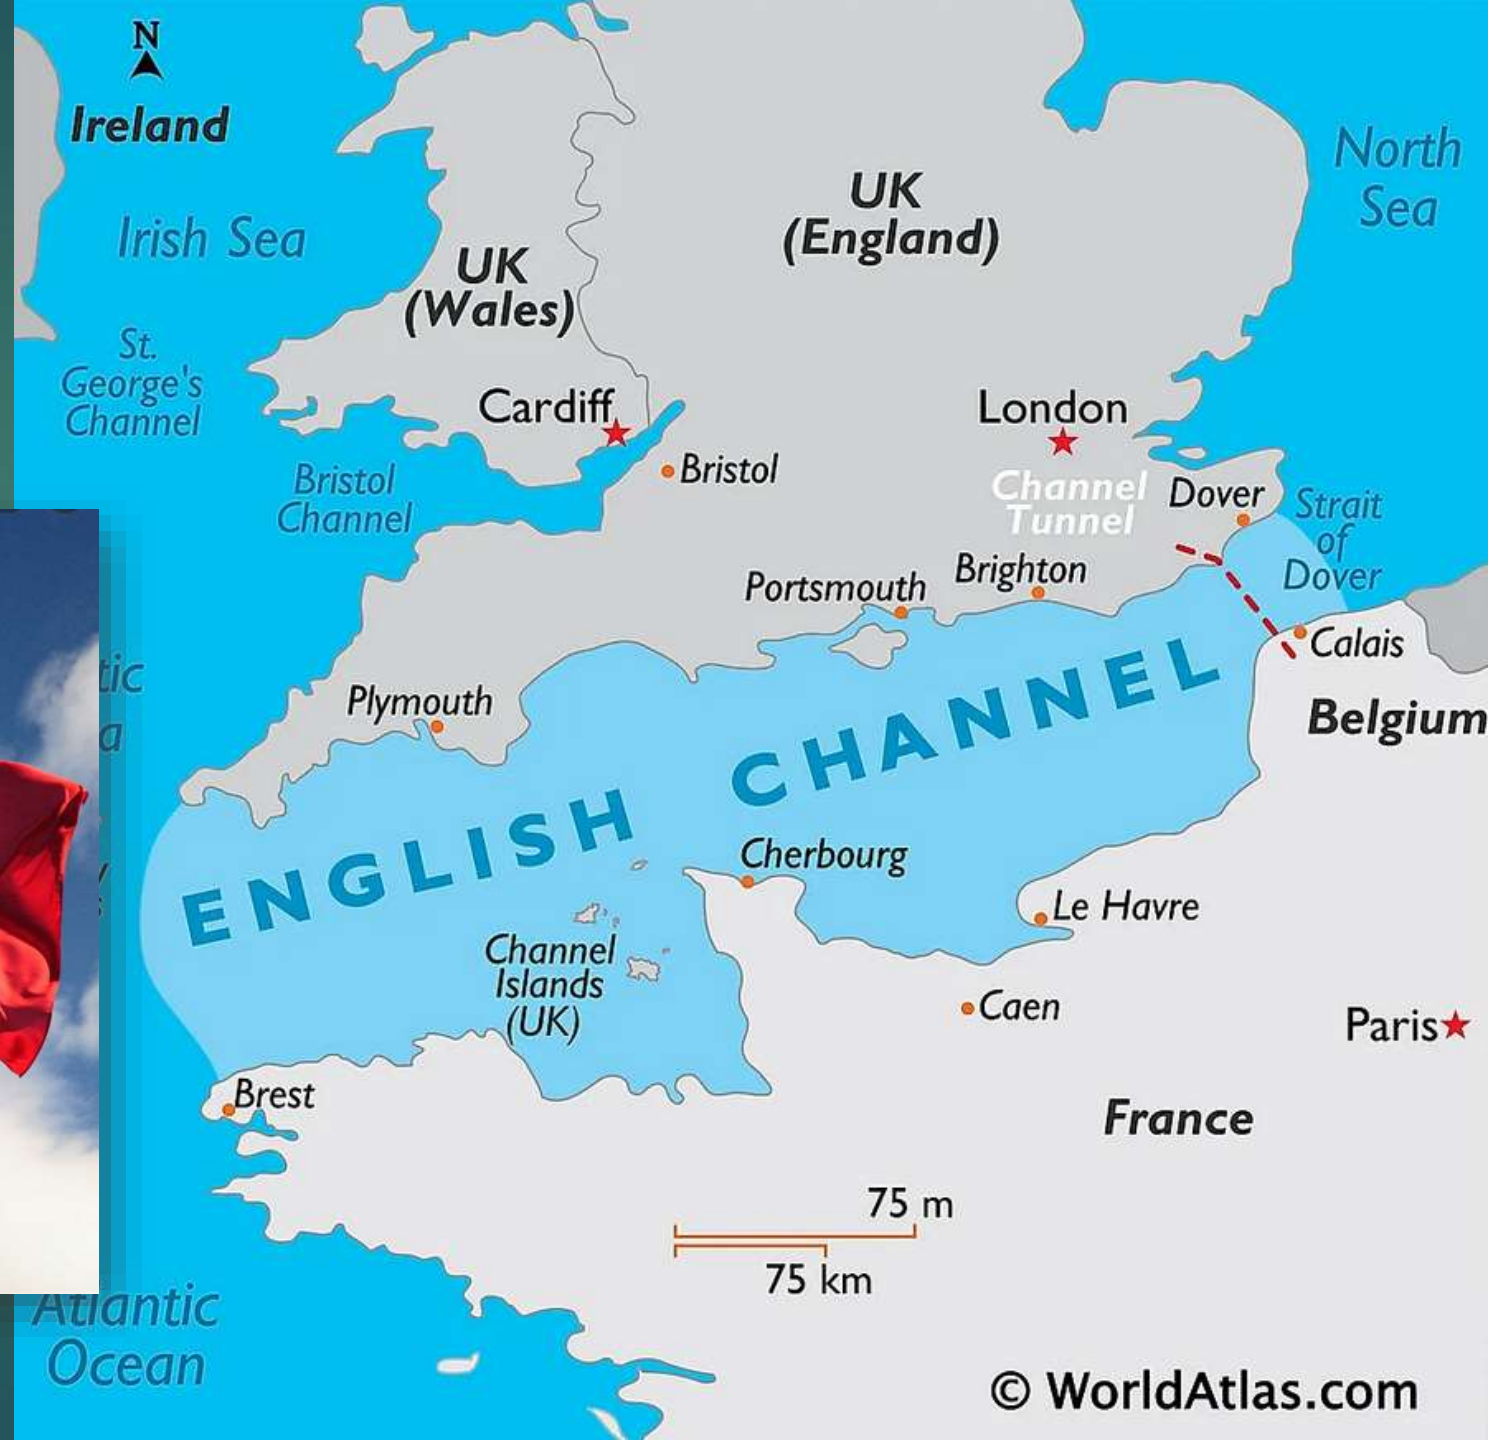 N
Ireland
North
Sea
UK
(England)
Irish Sea
UK
(Wales)
St.
George's
Channel
Cardiff
London
Bristol
Bristol
Channel
Channel
Tunnel
Dover
Strait
of
Dover
Portsmouth
Brighton
Calais
Plymouth
Belgium
ENGLISH CHANNEL
Cherbourg
Le Havre
Channel
Islands
(UK)
Caen
Paris
Brest
France
75 m
75 km
Atlantic
Ocean
© WorldAtlas.com